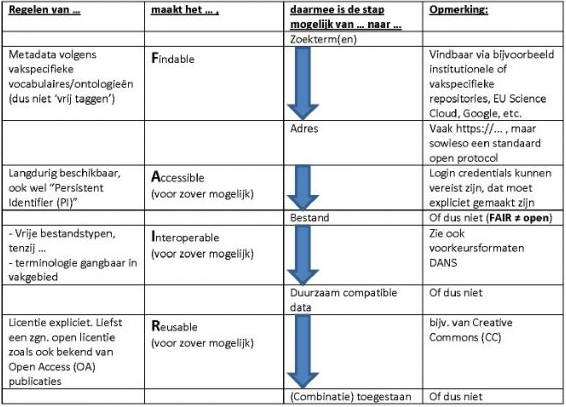 Regelen van …
maakt het … ,
daarmee is de stap
mogelijk van … naar …
Opmerking:
Zoekterm(en)
Metadata volgens
vakspecifieke
vocabulaires/ontologieën
(dus niet ‘vrij taggen’)
Findable
Vindbaar via bijvoorbeeld
institutionele of
vakspecifieke
repositories, EU Science
Cloud, Google, etc.
Adres
Vaak https://… , maar
sowieso een standaard
open protocol
Langdurig beschikbaar,
ook wel “Persistent
Identifier (PI)”
Accessible
(voor zover mogelijk)
Login credentials kunnen
vereist zijn, dat moet
expliciet gemaakt zijn
Bestand
Of dus niet (FAIR ≠ open)
- Vrije bestandstypen,
tenzij …
- terminologie gangbaar in
vakgebied
Interoperable
(voor zover mogelijk)
Zie ook
voorkeursformaten
DANS
Duurzaam compatible
data
Of dus niet
Licentie expliciet. Liefst
een zgn. open licentie
zoals ook bekend van
Open Access (OA)
publicaties
Reusable
(voor zover mogelijk)
bijv. van Creative
Commons (CC)
(Combinatie) toegestaan
Of dus niet